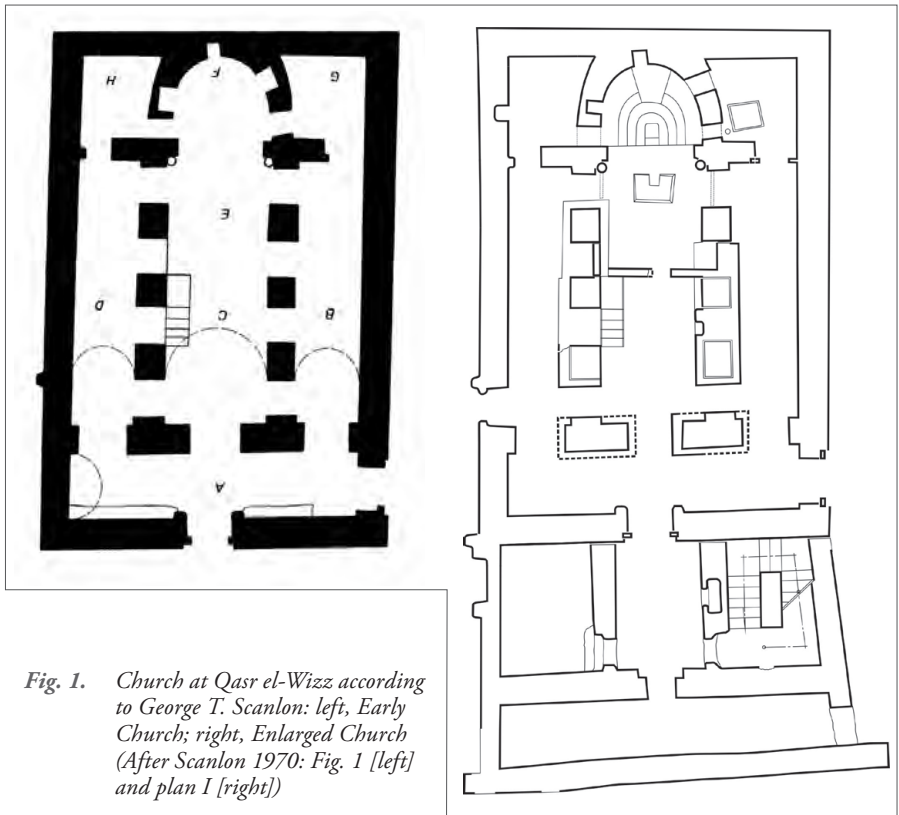 H F G
E
D C B
A
Fig. 1. Church at Qasr el-Wizz according
to George T. Scanlon: left, Early
Church; right, Enlarged Church
(After Scanlon 1970: Fig. 1 [left]
and plan I [right])